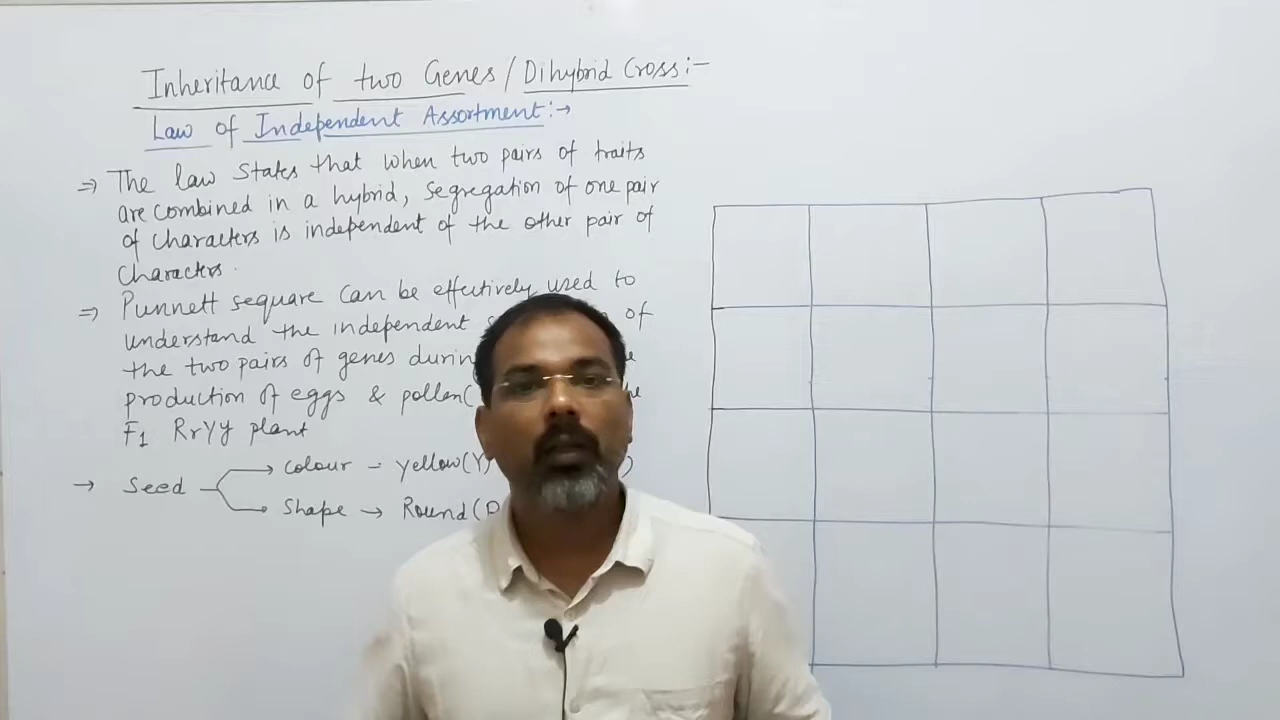 Inheritance of two Genes / Dihybrid Cross:-
Law of Independent Assortment:→
⇒ The law states that when two pairs of traits
are combined in a hybrid, segregation of one pair
of characters is independent of the other pair of
characters.
⇒ Punnett sequare can be effectively used to
understand the independent of
the two pairs of genes
production of eggs & pollen(
F1 RrYy plant
→ Seed → Colour - Yellow(Y)
→ Shape → Round(